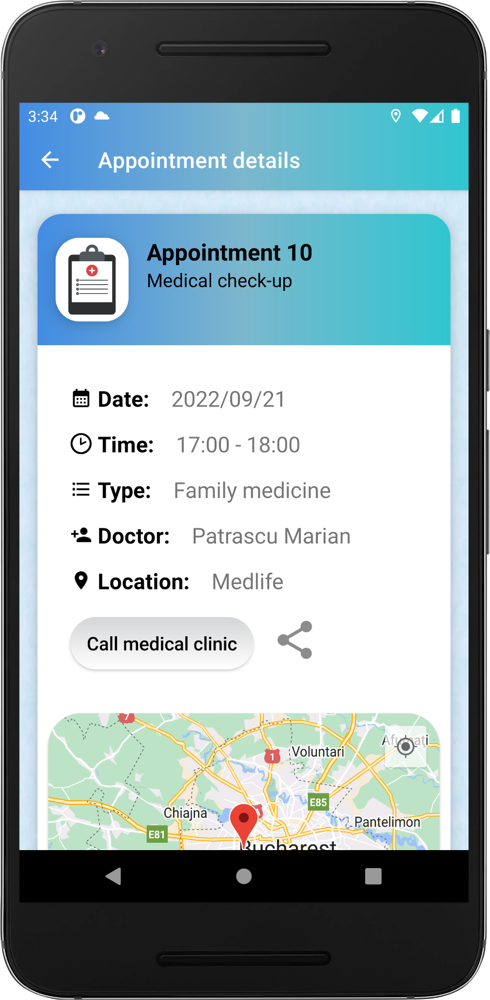 3:34
Appointment details
Appointment 10
Medical check-up
Date: 2022/09/21
Time: 17:00 - 18:00
Type: Family medicine
Doctor: Patrascu Marian
Location: Medlife
Call medical clinic
7
Afumați
1
Voluntari
E85
Chiajna
A
Pantelimon
E81
Bucharest